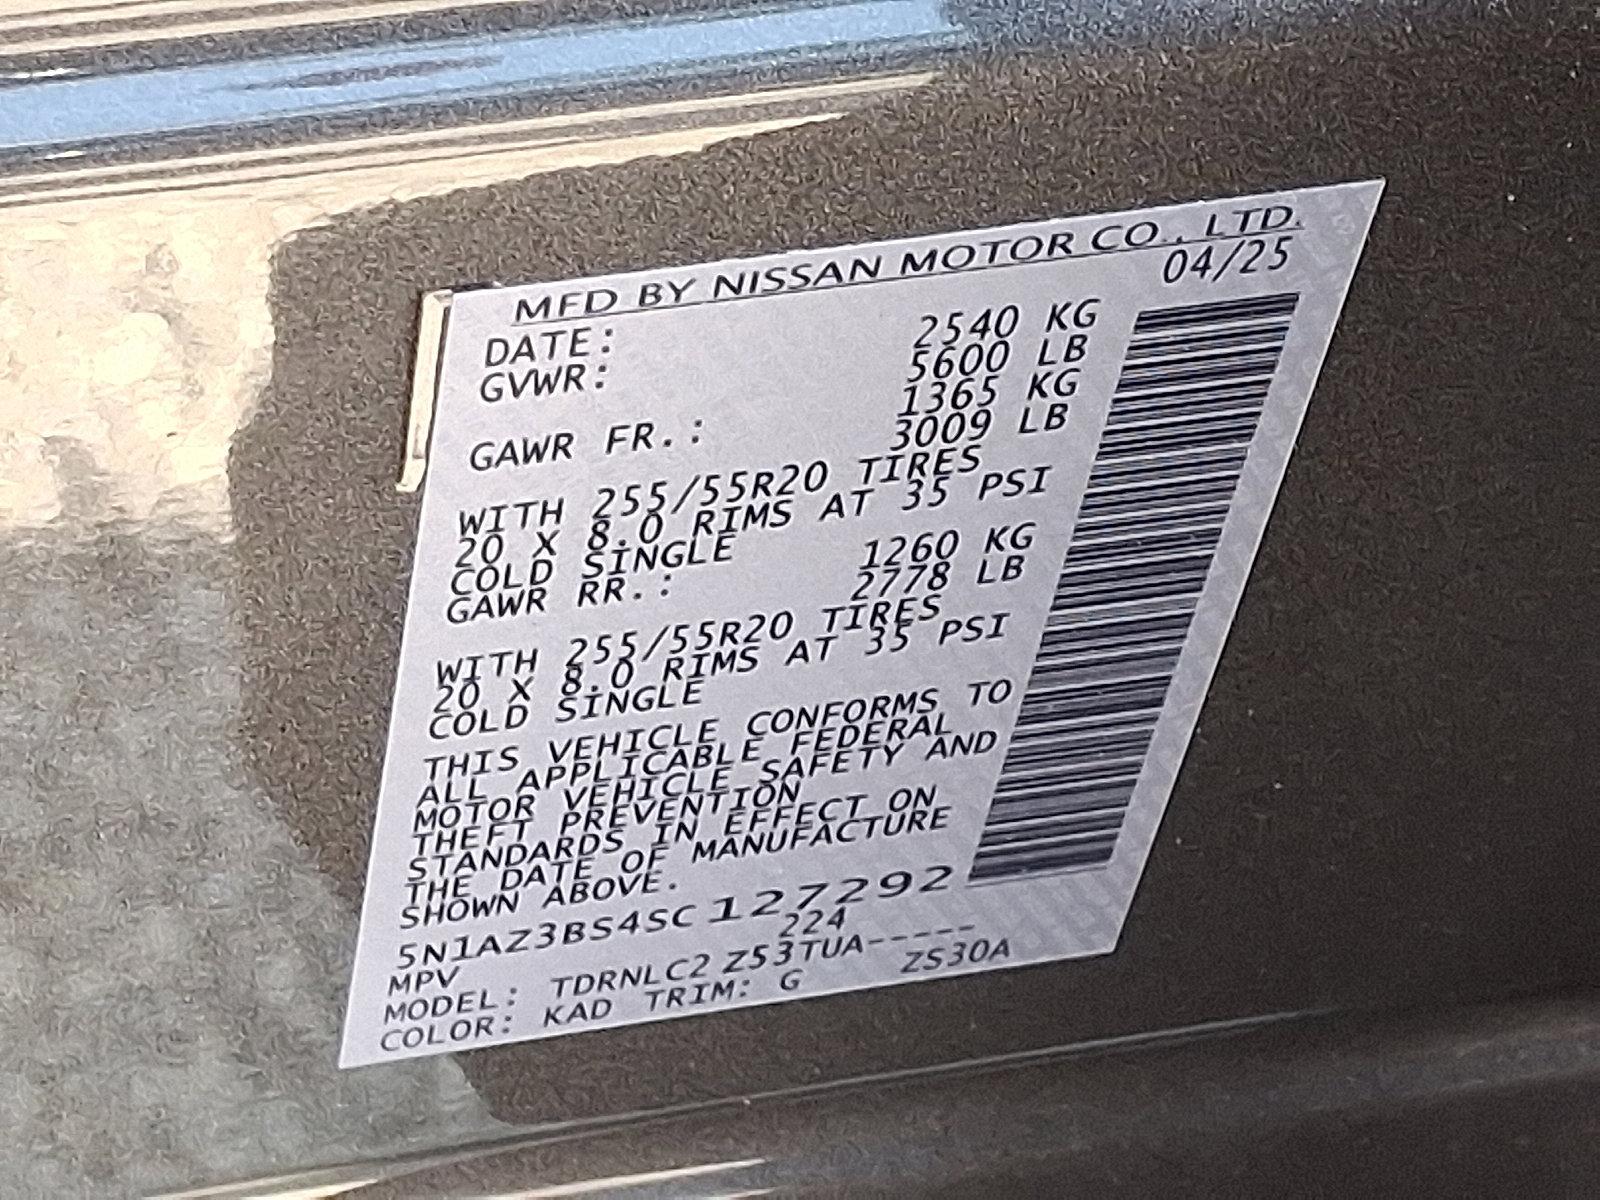 MFD BY NISSAN MOTOR CO., LTD.
DATE: 04/25
GVWR: 2540 KG
5600 LB
GAWR FR.: 1365 KG
3009 LB
WITH 255/55R20 TIRES
20 X 8.0 RIMS AT 35 PSI
COLD SINGLE
GAWR RR.: 1260 KG
2778 LB
WITH 255/55R20 TIRES
20 X 8.0 RIMS AT 35 PSI
COLD SINGLE
THIS VEHICLE CONFORMS TO
ALL APPLICABLE FEDERAL
MOTOR VEHICLE SAFETY AND
THEFT PREVENTION
STANDARDS IN EFFECT ON
THE DATE OF MANUFACTURE
SHOWN ABOVE.
5N1AZ3BS4SC127292
MPV 224
MODEL: TDRNLC2 Z53TUA-----
COLOR: KAD TRIM: G ZS30A